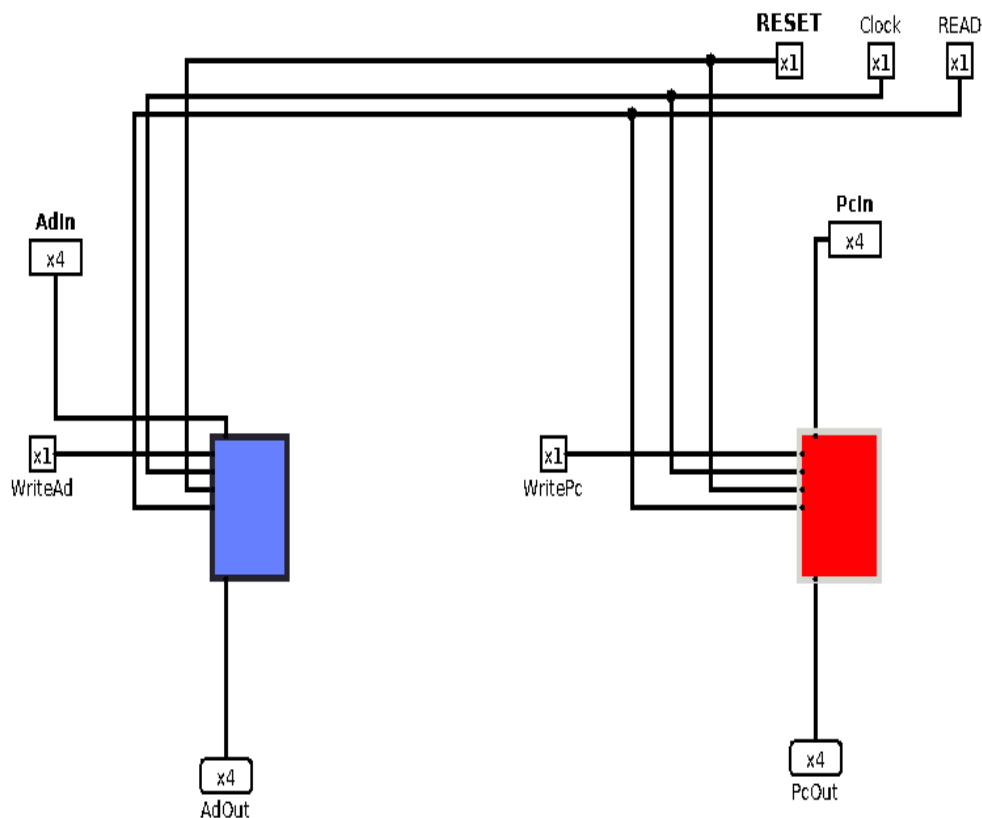 RESET Clock READ
x1 x1 x1
AdIn
x4
PcIn
x4
x1
WriteAd
x1
WritePc
x4
AdOut
x4
PcOut